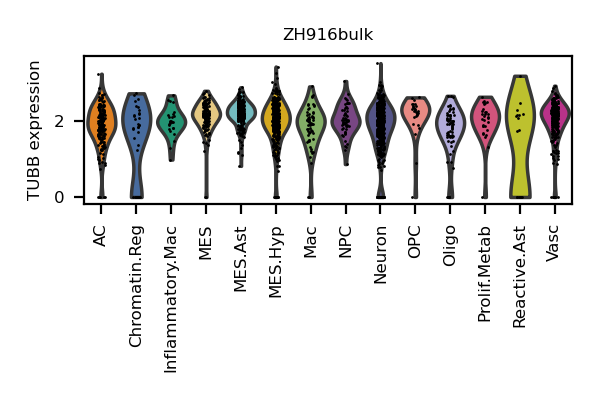 ZH916bulk
TUBB expression
2
0
AC
Chromatin.Reg
Inflammatory.Mac
MES
MES.Ast
MES.Hyp
Mac
NPC
Neuron
OPC
Oligo
Prolif.Metab
Reactive.Ast
Vasc